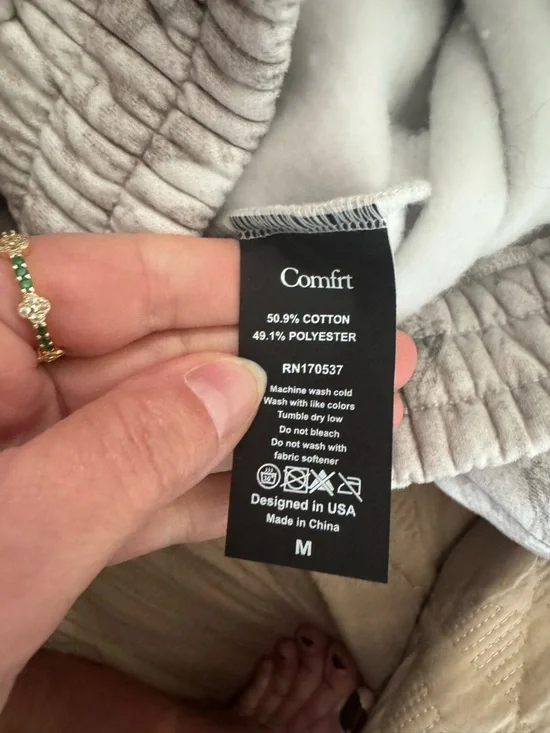 Comfrt
50.9% COTTON
49.1% POLYESTER
RN170537
Machine wash cold
Wash with like colors
Tumble dry low
Do not bleach
Do not wash with
fabric softener
30°
Designed in USA
Made in China
M